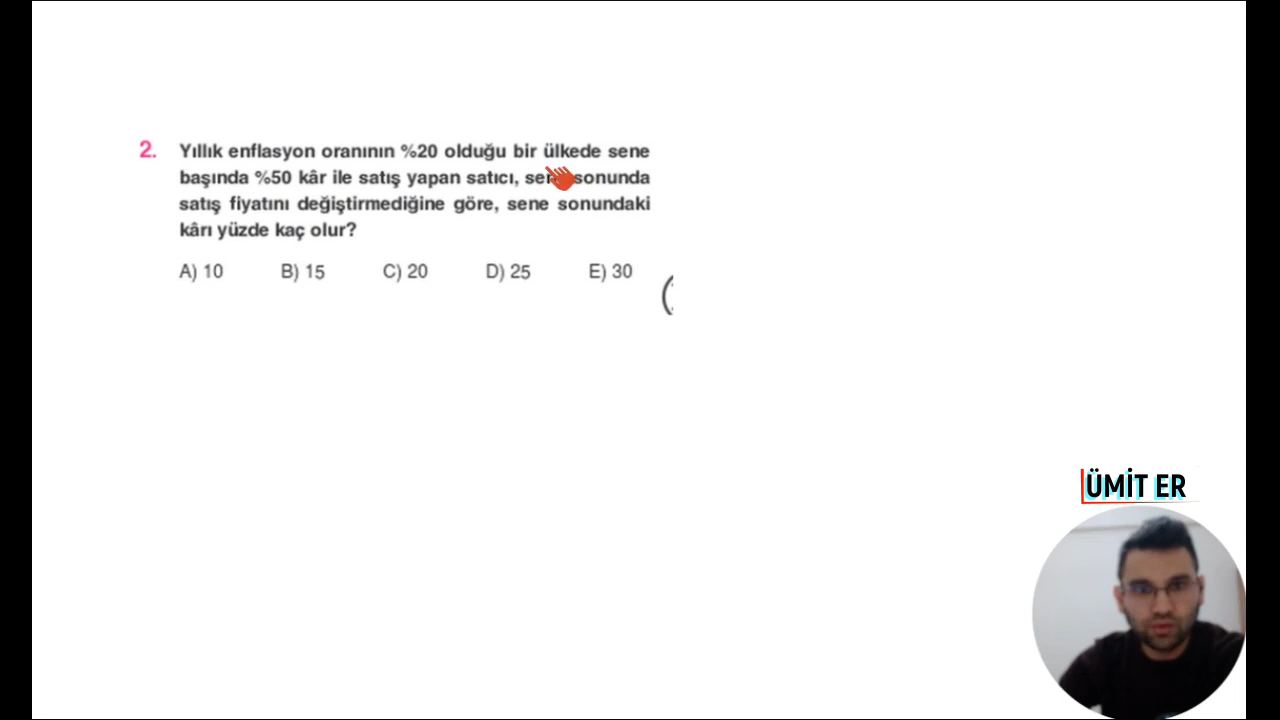 2. Yıllık enflasyon oranının %20 olduğu bir ülkede sene
başında %50 kâr ile satış yapan satıcı, sene sonunda
satış fiyatını değiştirmediğine göre, sene sonundaki
kârı yüzde kaç olur?
A) 10 B) 15 C) 20 D) 25 E) 30
ÜMİT ER